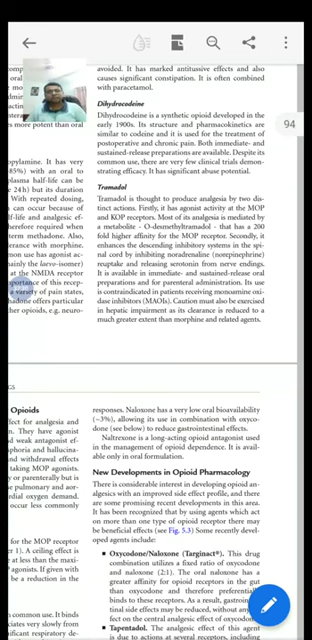 94
comp
oral
mo
admi
actin
intera
es more potent than oral
opylamine. It has very
85%) with an oral to
plasma half-life can be
e 24 h) but its duration
With repeated dosing,
n can occur because of
f-life and analgesic ef-
herefore required when
term methadone. Also,
lerance with morphine.
mon use has agonist ac-
mainly the laevo-isomer)
at the NMDA receptor
mportance of this recep-
a variety of pain states,
hadone offers particular
ther opioids, e.g. neuro-
avoided. It has marked antitussive effects and also
causes significant constipation. It is often combined
with paracetamol.
Dihydrocodeine
Dihydrocodeine is a synthetic opioid developed in the
early 1900s. Its structure and pharmacokinetics are
similar to codeine and it is used for the treatment of
postoperative and chronic pain. Both immediate- and
sustained-release preparations are available. Despite its
common use, there are very few clinical trials demon-
strating efficacy. It has significant abuse potential.
Tramadol
Tramadol is thought to produce analgesia by two dis-
tinct actions. Firstly, it has agonist activity at the MOP
and KOP receptors. Most of its analgesia is mediated by
a metabolite - O-desmethyltramadol - that has a 200
fold higher affinity for the MOP receptor. Secondly, it
enhances the descending inhibitory systems in the spi-
nal cord by inhibiting noradrenaline (norepinephrine)
reuptake and releasing serotonin from nerve endings.
It is available in immediate- and sustained-release oral
preparations and for parenteral administration. Its use
is contraindicated in patients receiving monoamine oxi-
dase inhibitors (MAOIs). Caution must also be exercised
in hepatic impairment as its clearance is reduced to a
much greater extent than morphine and related agents.
GS
Opioids
ffect for analgesia and
n. They have agonist
d weak antagonist ef-
phoria and hallucina-
and withdrawal effects
taking MOP agonists.
y or parenterally but is
e pulmonary and aor-
rdial oxygen demand.
occur less commonly
for the MOP receptor
er 1). A ceiling effect is
at less than the maxi-
agonists. If given with
be a reduction in the
s common use. It binds
ciates very slowly from
nificant respiratory de-
responses. Naloxone has a very low oral bioavailability
(~3%), allowing its use in combination with oxyco-
done (see below) to reduce gastrointestinal effects.
Naltrexone is a long-acting opioid antagonist used
in the management of opioid dependence. It is avail-
able only in oral formulation.
New Developments in Opioid Pharmacology
There is considerable interest in developing opioid an-
algesics with an improved side effect profile, and there
are some promising recent developments in this area.
It has been recognized that by using agents which act
on more than one type of opioid receptor there may
be beneficial effects (see Fig. 5.3) Some recently devel-
oped agents include:
■ Oxycodone/Naloxone (Targinact®). This drug
combination utilizes a fixed ratio of oxycodone
and naloxone (2:1). The oral naloxone has a
greater affinity for opioid receptors in the gut
than oxycodone and therefore preferentially
binds to these receptors. As a result, gastroin
tinal side effects may be reduced, without any
fect on the central analgesic effect of oxycodo
■ Tapentadol. The analgesic effect of this agent
is due to actions at several receptors, including